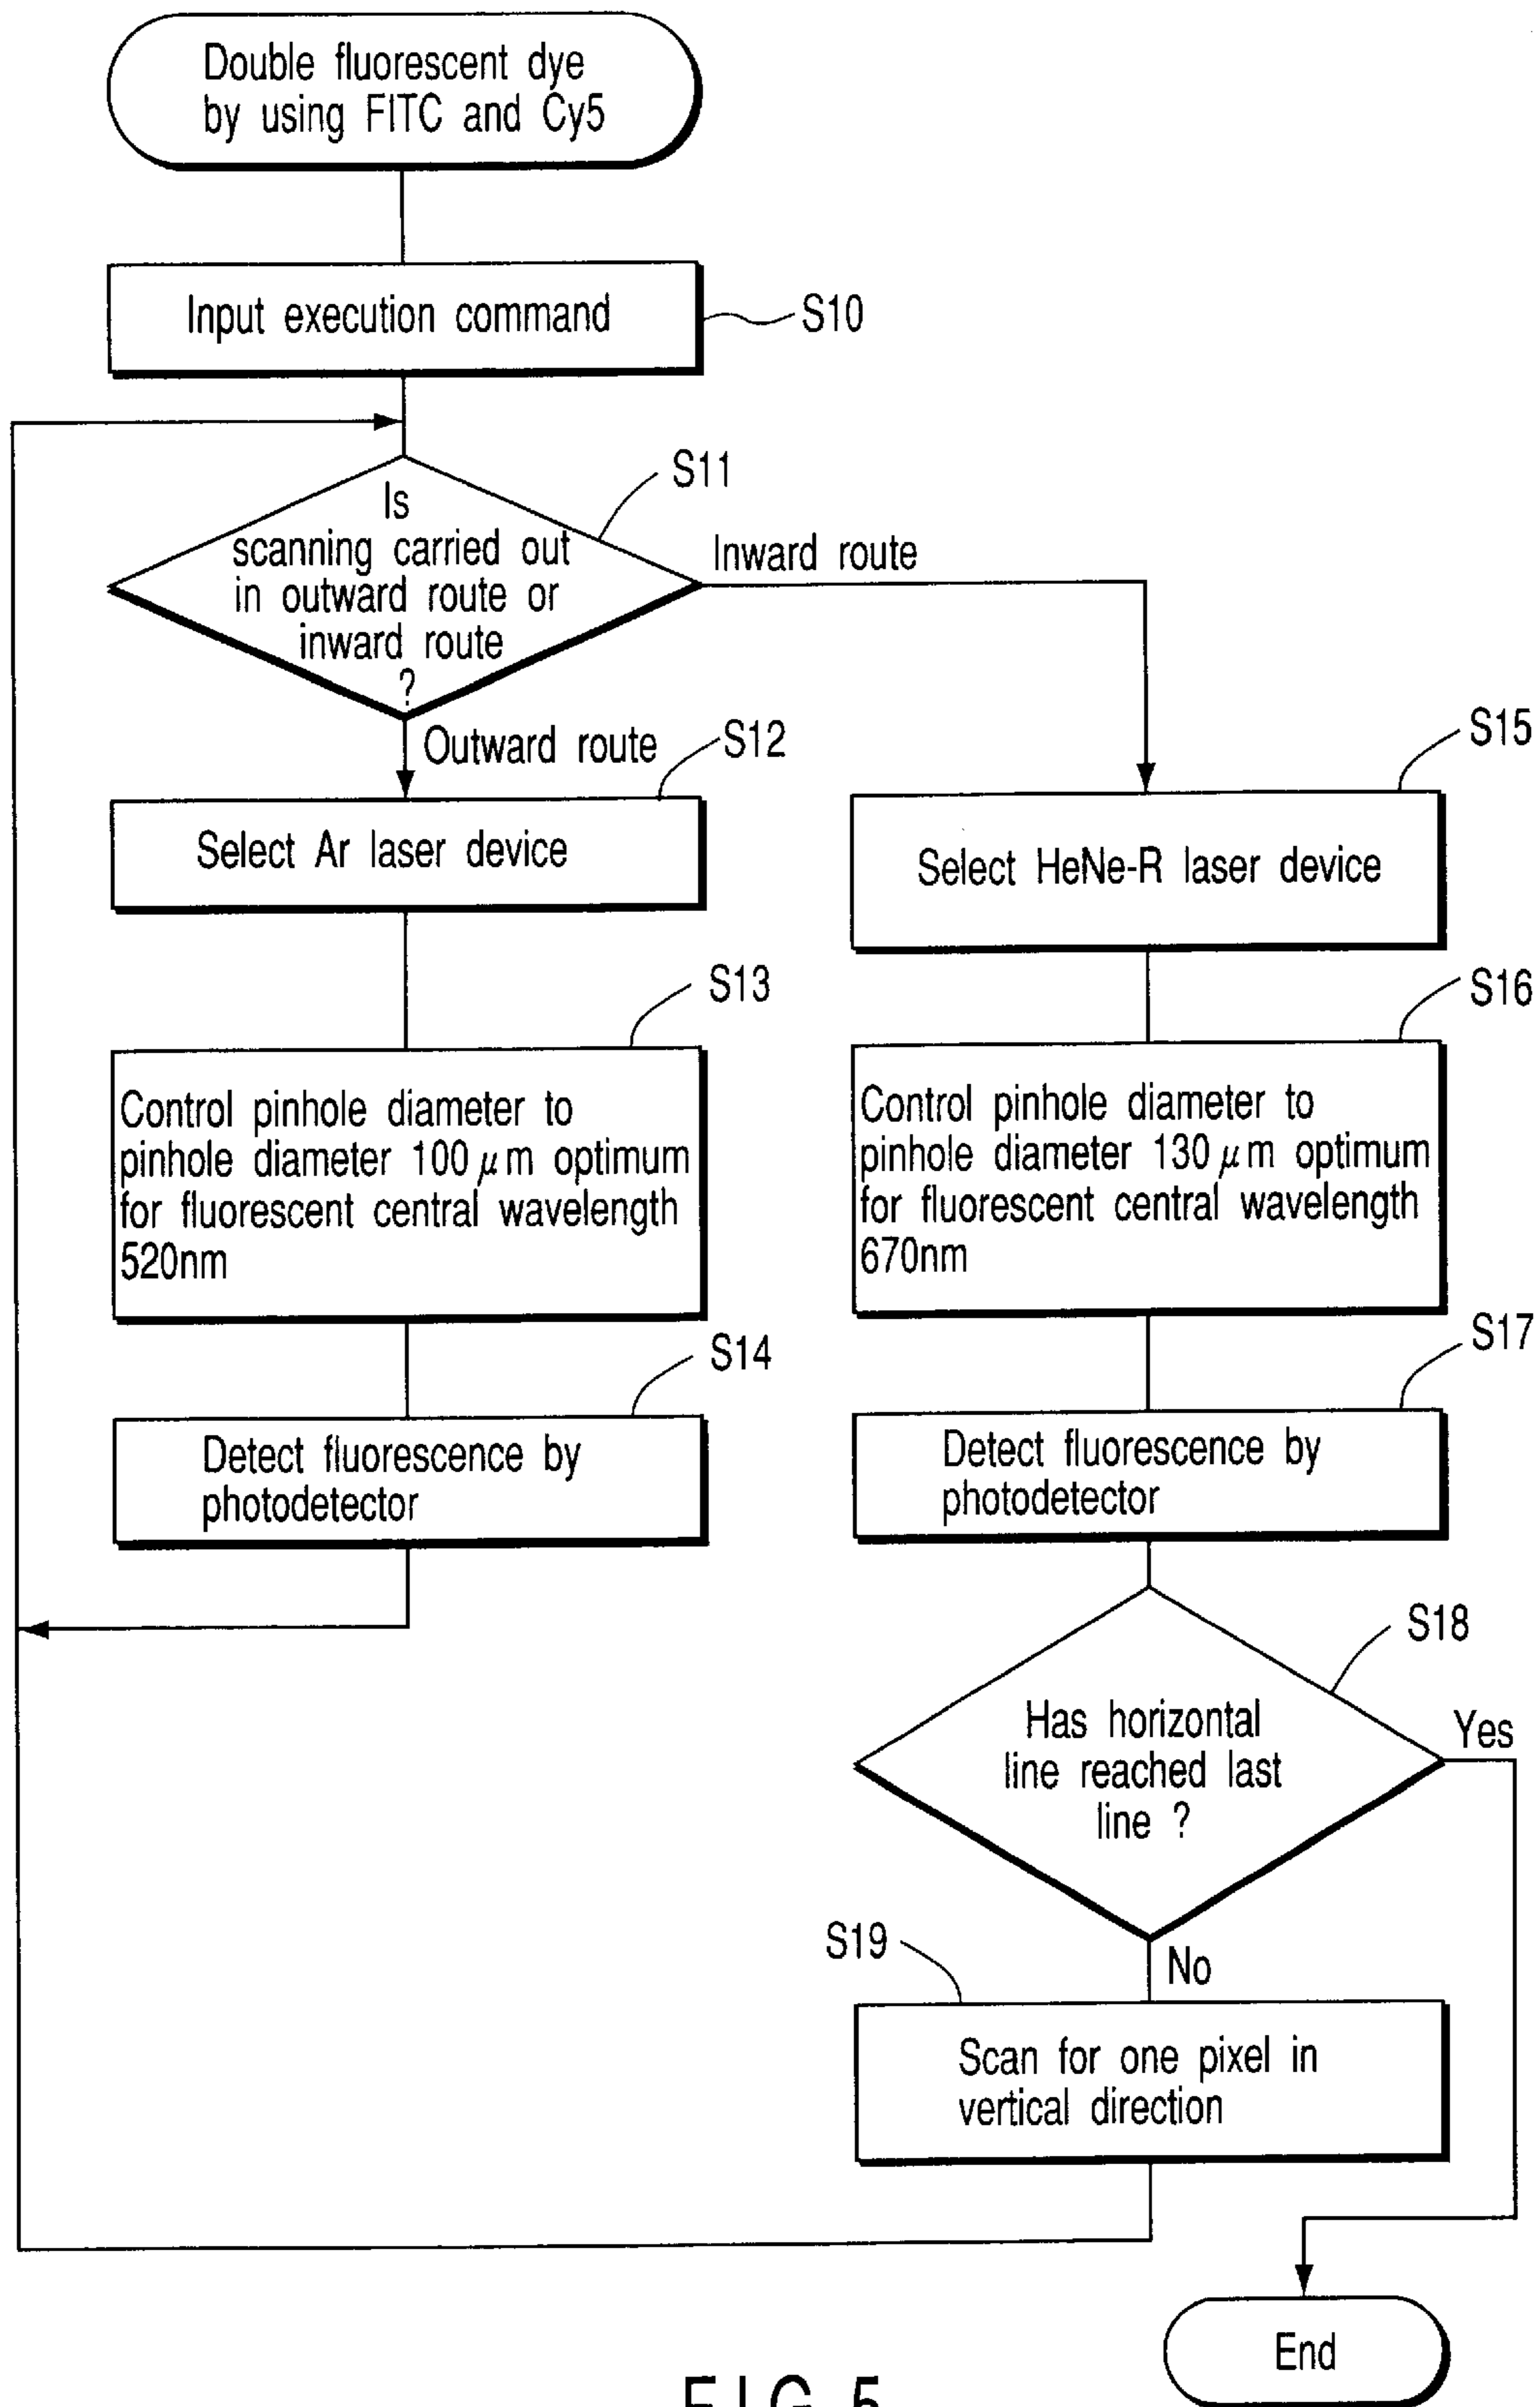 Double fluorescent dye
by using FITC and Cy5
Input execution command
S10
S11
Is
scanning carried out
in outward route or
inward route
?
Inward route
Outward route
S12
Select Ar laser device
S15
Select HeNe-R laser device
S13
Control pinhole diameter to
pinhole diameter 100 μm optimum
for fluorescent central wavelength
520nm
S16
Control pinhole diameter to
pinhole diameter 130 μm optimum
for fluorescent central wavelength
670nm
S14
Detect fluorescence by
photodetector
S17
Detect fluorescence by
photodetector
S18
Has horizontal
line reached last
line ?
Yes
No
S19
Scan for one pixel in
vertical direction
End
FIG. 5